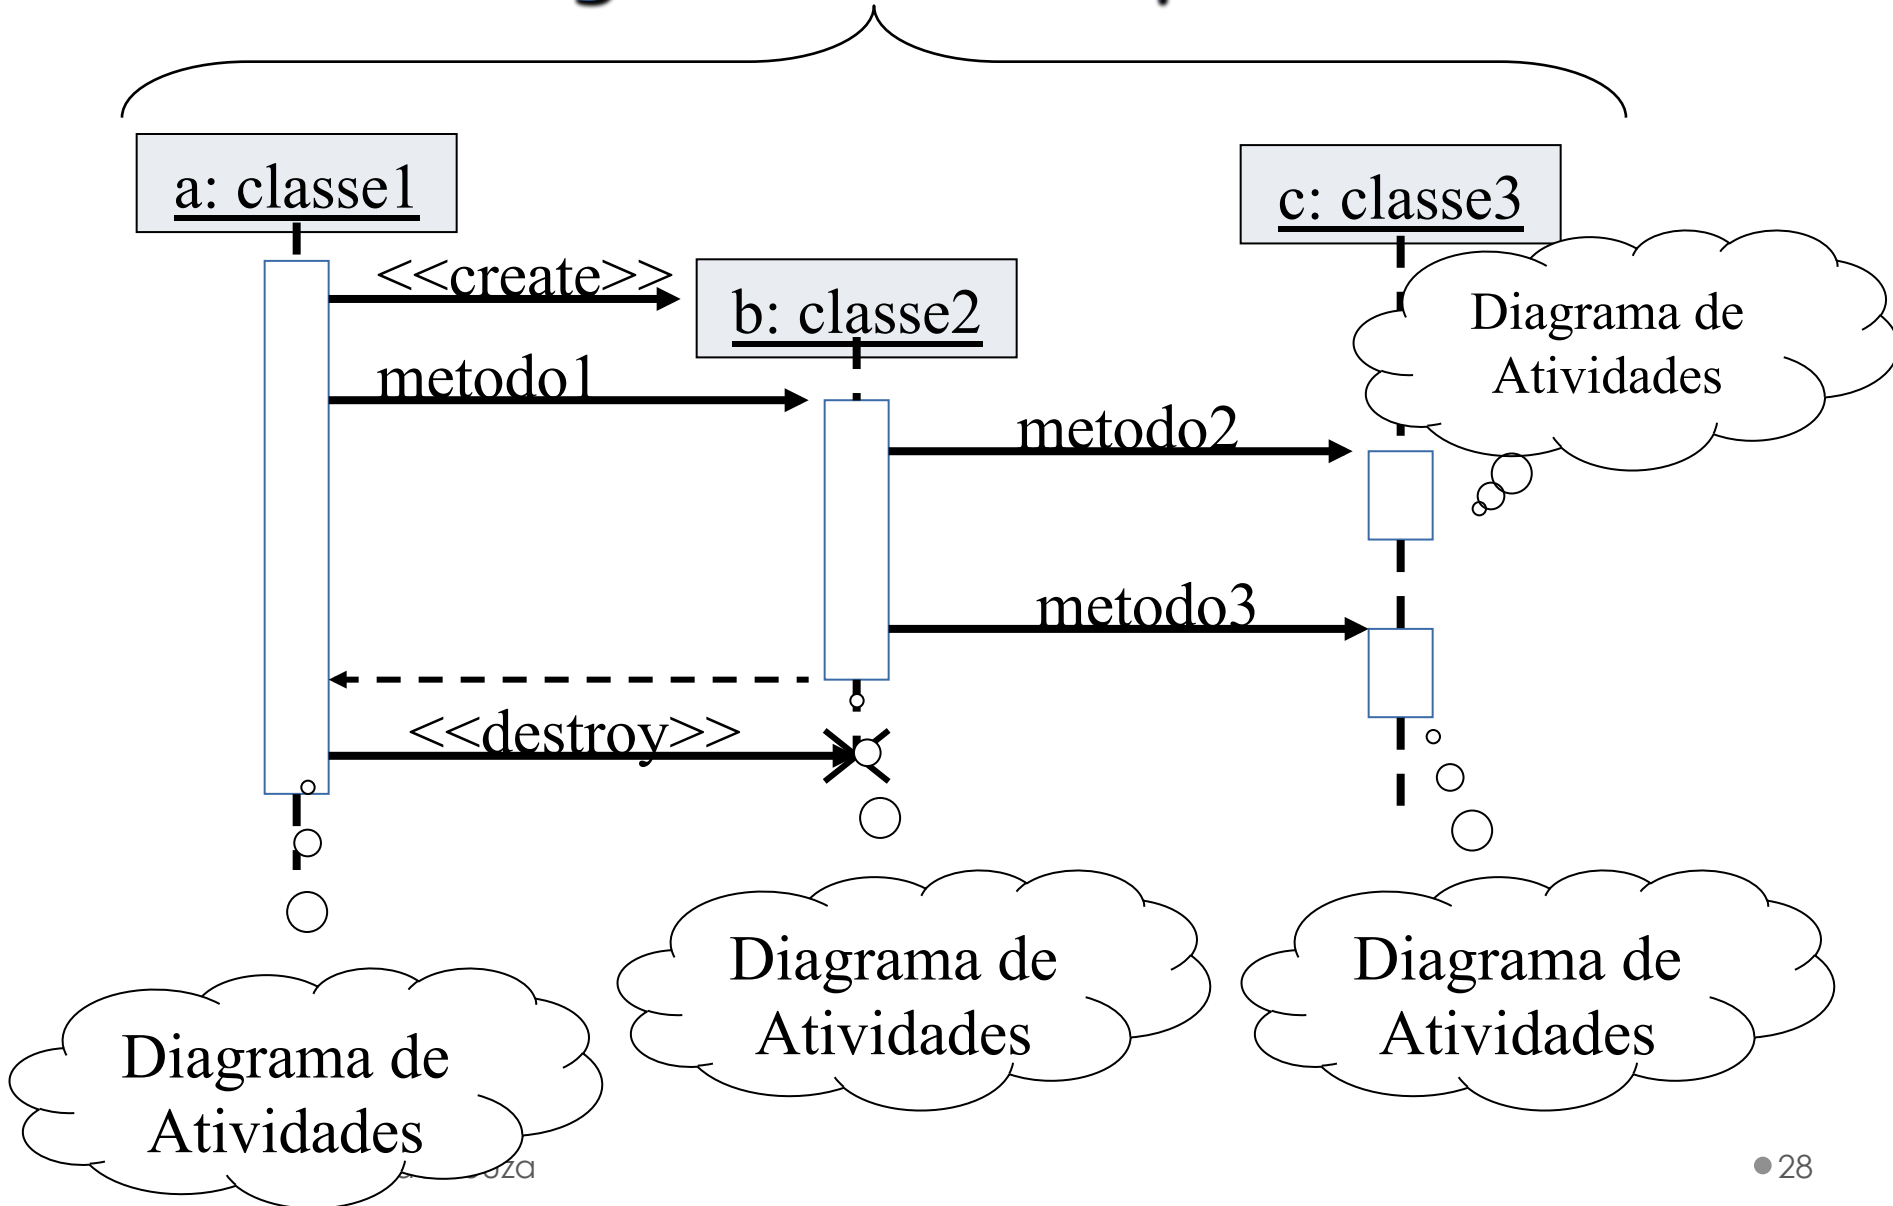 a: classe1
c: classe3
<<create>>
b: classe2
Diagrama de
Atividades
metodo1
metodo2
metodo3
<<destroy>>
Diagrama de
Atividades
Diagrama de
Atividades
Diagrama de
Atividades
28